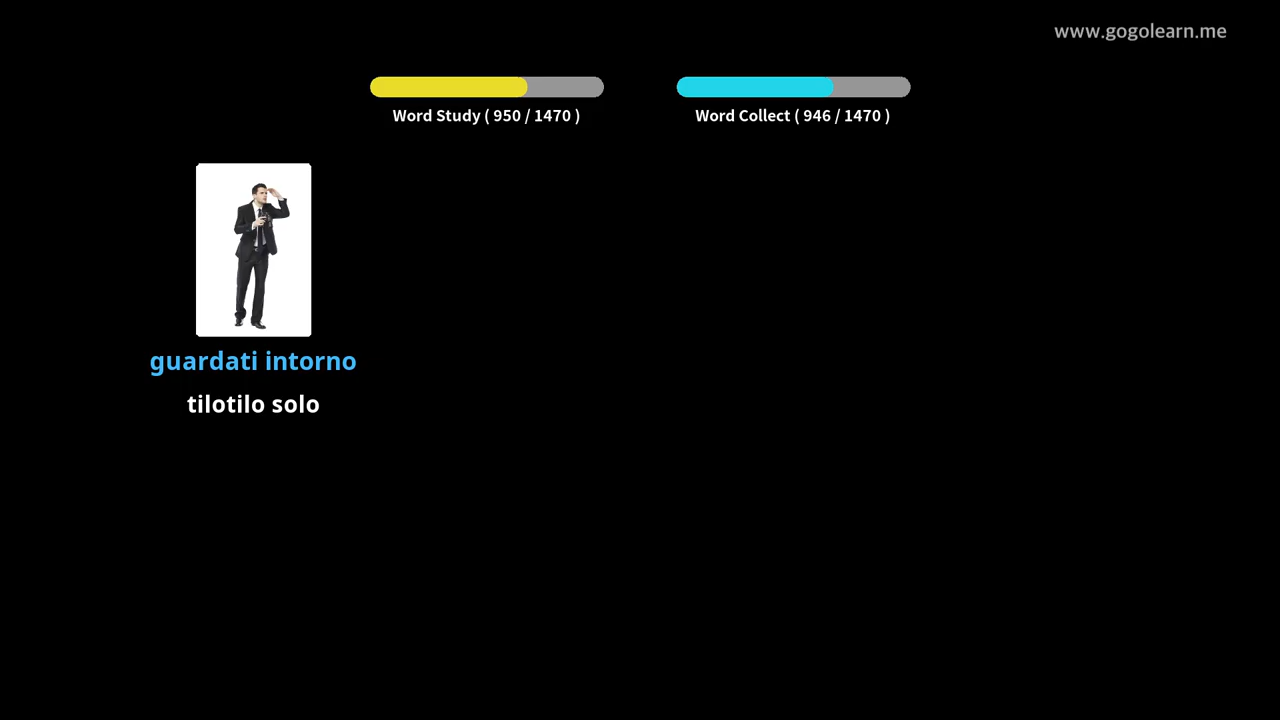 www.gogolearn.me
Word Study ( 950 / 1470 )
Word Collect ( 946 / 1470 )
guardati intorno
tilotilo solo